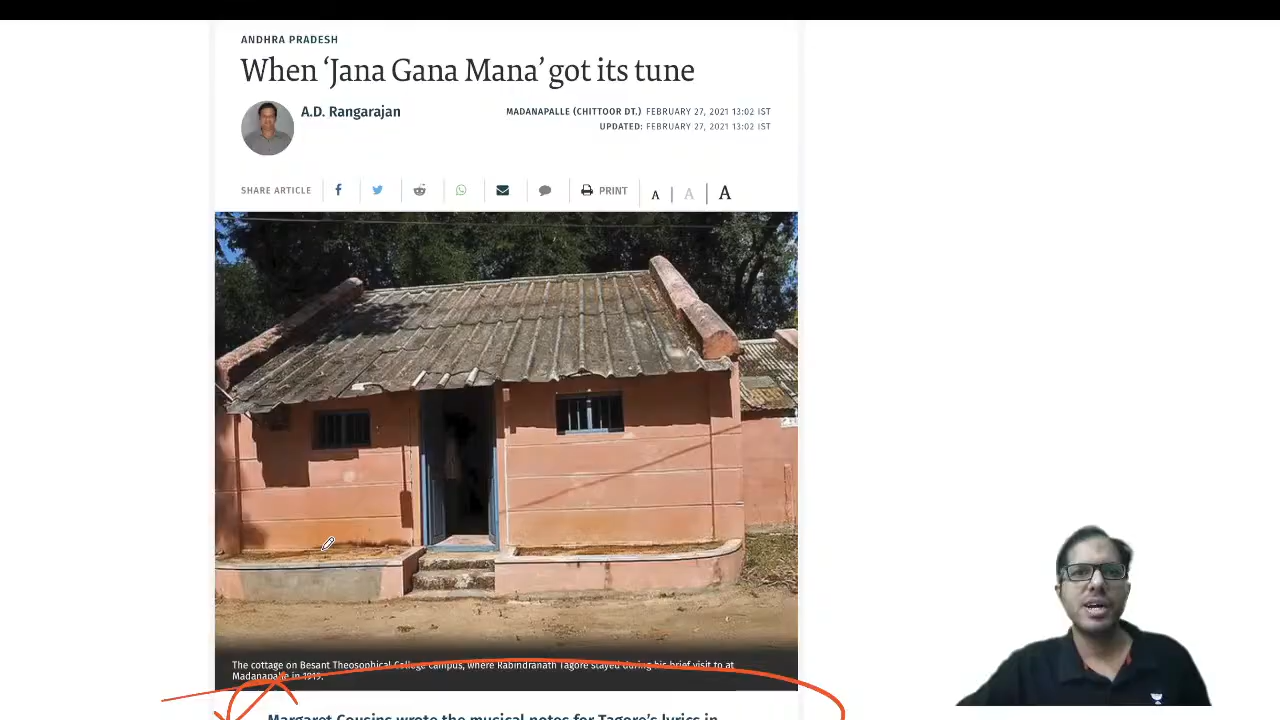 ANDHRA PRADESH
When ‘Jana Gana Mana’ got its tune
A.D. Rangarajan
MADANAPALLE (CHITTOOR DT.) FEBRUARY 27, 2021 13:02 IST
UPDATED: FEBRUARY 27, 2021 13:02 IST
SHARE ARTICLE
PRINT
A | A | A
The cottage on Besant Theosophical College campus, where Rabindranath Tagore stayed during his brief visit to at
Madanapalle in 1919.
Margaret Cousins wrote the musical notes for Tagore’s lyrics in